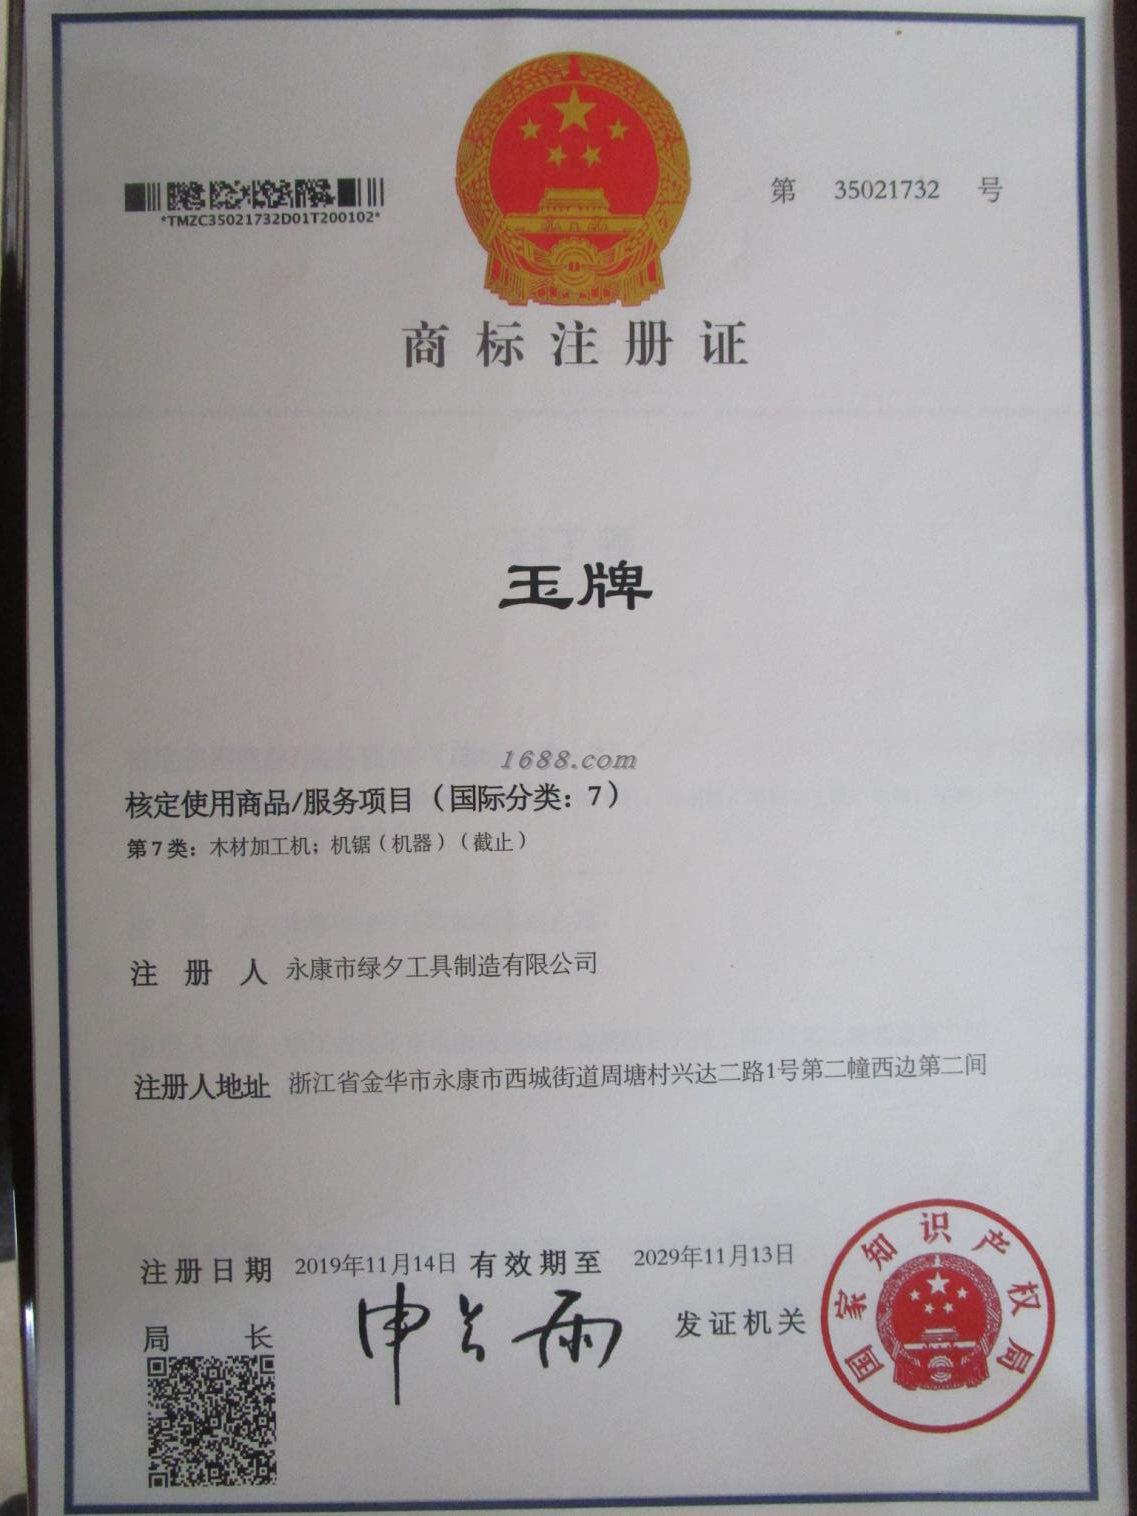 第 35021732 号
*TMZC35021732D01T200102*
商标注册证
玉牌
1688.com
核定使用商品/服务项目（国际分类：7）
第7类：木材加工机；机锯（机器）（截止）
注册人 永康市绿夕工具制造有限公司
注册人地址 浙江省金华市永康市西城街道周塘村兴达二路1号第二幢西边第二间
注册日期 2019年11月14日 有效期至 2029年11月13日
局长 申长雨 发证机关
国家知识产权局